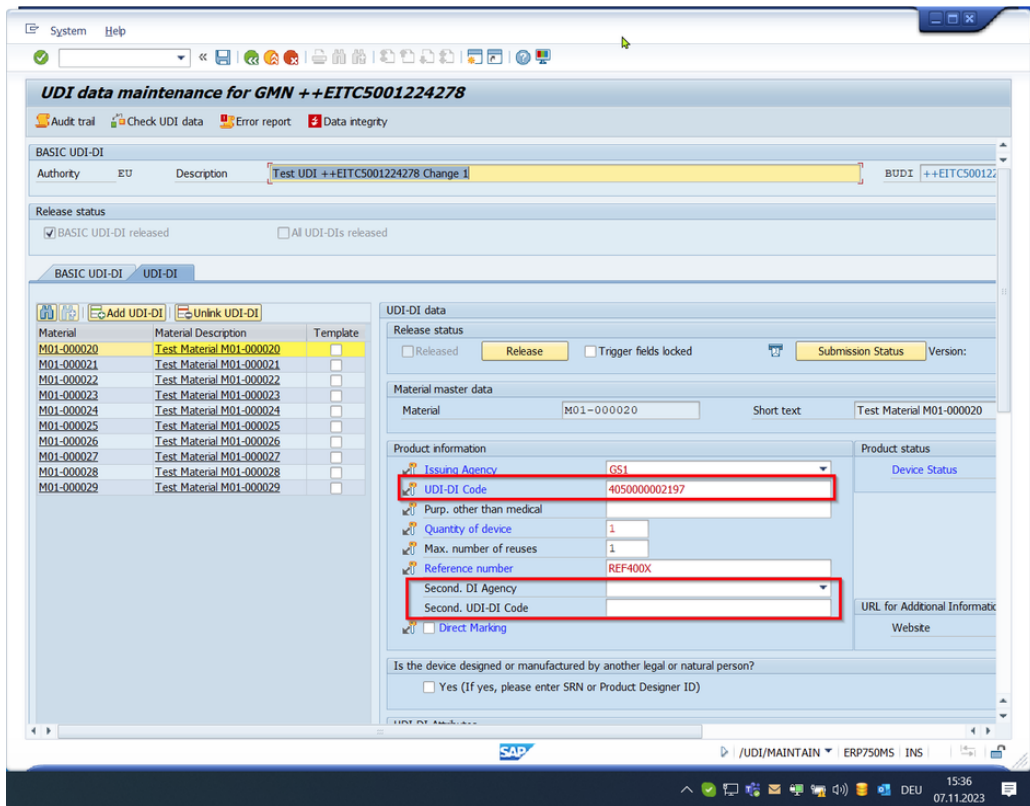 System Help
UDI data maintenance for GMN ++EITC5001224278
Audit trail Check UDI data Error report Data integrity
BASIC UDI-DI
Authority EU Description Test UDI ++EITC5001224278 Change 1 BUDI ++EITC500122
Release status
BASIC UDI-DI released All UDI-DIs released
BASIC UDI-DI UDI-DI
Add UDI-DI Unlink UDI-DI
Material Material Description Template
M01-000020 Test Material M01-000020
M01-000021 Test Material M01-000021
M01-000022 Test Material M01-000022
M01-000023 Test Material M01-000023
M01-000024 Test Material M01-000024
M01-000025 Test Material M01-000025
M01-000026 Test Material M01-000026
M01-000027 Test Material M01-000027
M01-000028 Test Material M01-000028
M01-000029 Test Material M01-000029
UDI-DI data
Release status
Released Release Trigger fields locked Submission Status Version:
Material master data
Material M01-000020 Short text Test Material M01-000020
Product information
Issuing Agency GS1
UDI-DI Code 4050000002197
Purp. other than medical
Quantity of device 1
Max. number of reuses 1
Reference number REF400X
Second. DI Agency
Second. UDI-DI Code
Direct Marking
Product status
Device Status
URL for Additional Informatic
Website
Is the device designed or manufactured by another legal or natural person?
Yes (If yes, please enter SRN or Product Designer ID)
SAP /UDI/MAINTAIN ERP750MS INS
DEU 15:36
07.11.2023